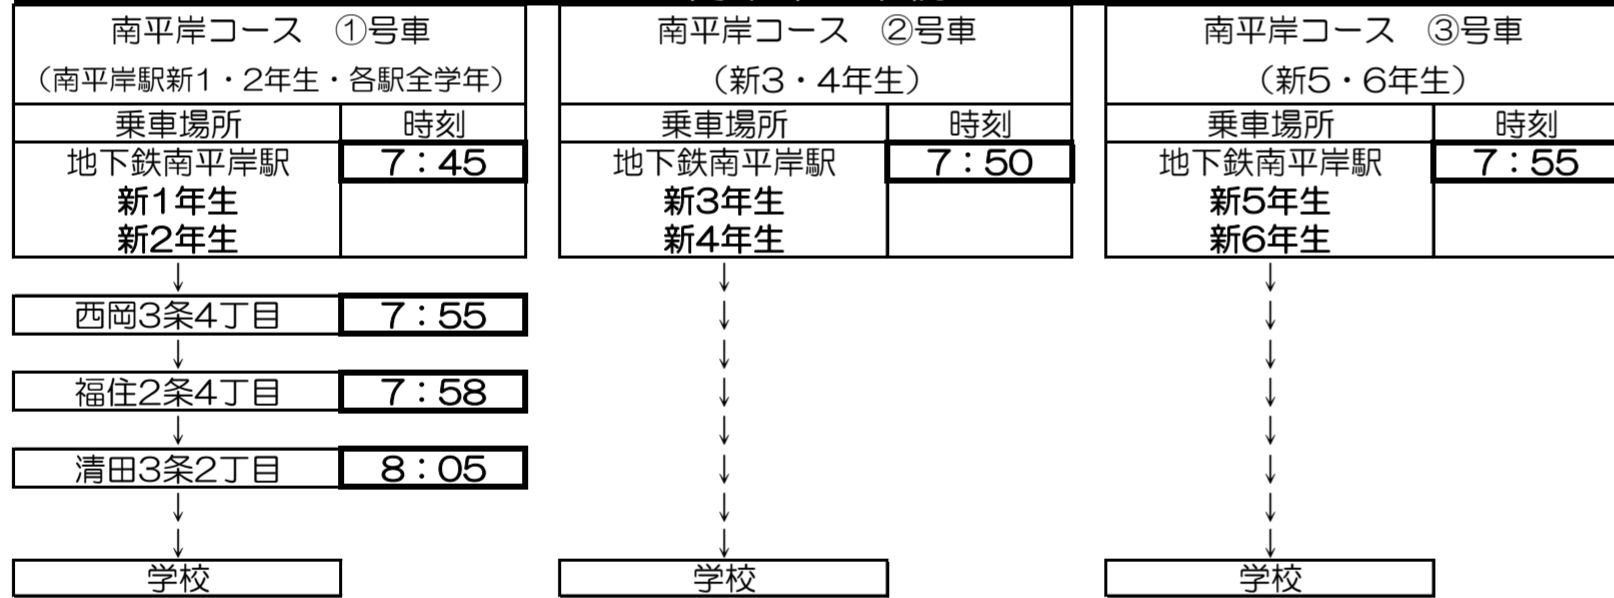 南平岸コース　①号車
（南平岸駅新1・2年生・各駅全学年）
乗車場所　時刻
地下鉄南平岸駅　7：45
新1年生
新2年生
↓
西岡3条4丁目　7：55
↓
福住2条4丁目　7：58
↓
清田3条2丁目　8：05
↓
↓
学校
南平岸コース　②号車
（新3・4年生）
乗車場所　時刻
地下鉄南平岸駅　7：50
新3年生
新4年生
↓
↓
↓
↓
↓
↓
↓
↓
学校
南平岸コース　③号車
（新5・6年生）
乗車場所　時刻
地下鉄南平岸駅　7：55
新5年生
新6年生
↓
↓
↓
↓
↓
↓
↓
↓
学校